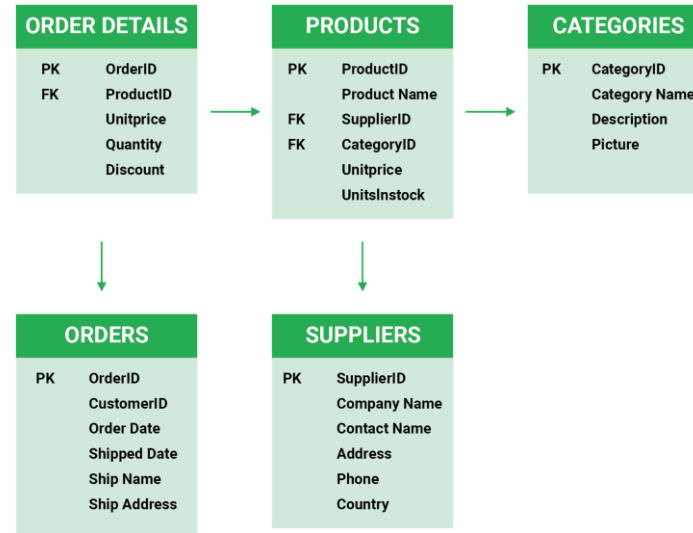 ORDER DETAILS
PK OrderID
FK ProductID
Unitprice
Quantity
Discount
PRODUCTS
PK ProductID
Product Name
FK SupplierID
FK CategoryID
Unitprice
UnitsInstock
CATEGORIES
PK CategoryID
Category Name
Description
Picture
ORDERS
PK OrderID
CustomerID
Order Date
Shipped Date
Ship Name
Ship Address
SUPPLIERS
PK SupplierID
Company Name
Contact Name
Address
Phone
Country